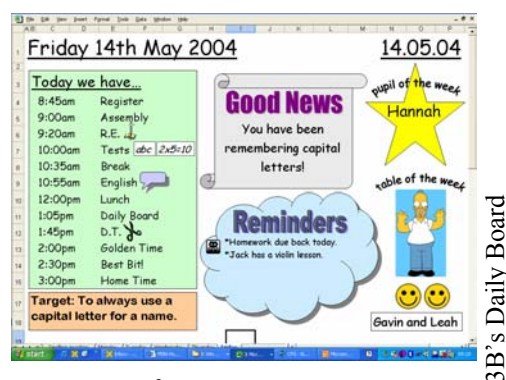 Friday 14th May 2004
14.05.04
Today we have...
8:45am Register
9:00am Assembly
9:20am R.E.
10:00am Tests abc 2x5=10
10:35am Break
10:55am English
12:00pm Lunch
1:05pm Daily Board
1:45pm D.T.
2:00pm Golden Time
2:30pm Best Bit!
3:00pm Home Time
Target: To always use a
capital letter for a name.
Good News
You have been
remembering capital
letters!
Reminders
*Homework due back today.
*Jack has a violin lesson.
pupil of the week
Hannah
table of the week
Gavin and Leah
start
3B's Daily Board